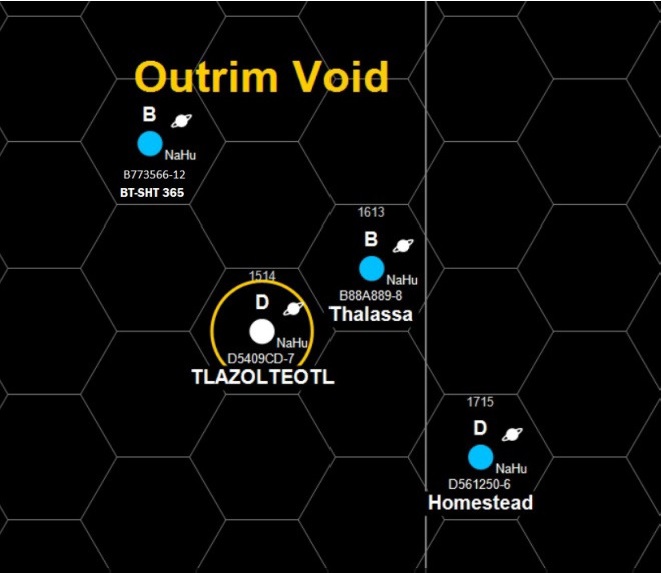 Outrim Void
B
NaHu
B773566-12
BT-SHT 365
1613
B
NaHu
B88A889-8
Thalassa
1514
D
NaHu
D5409CD-7
TLAZOLTEOTL
1715
D
NaHu
D561250-6
Homestead